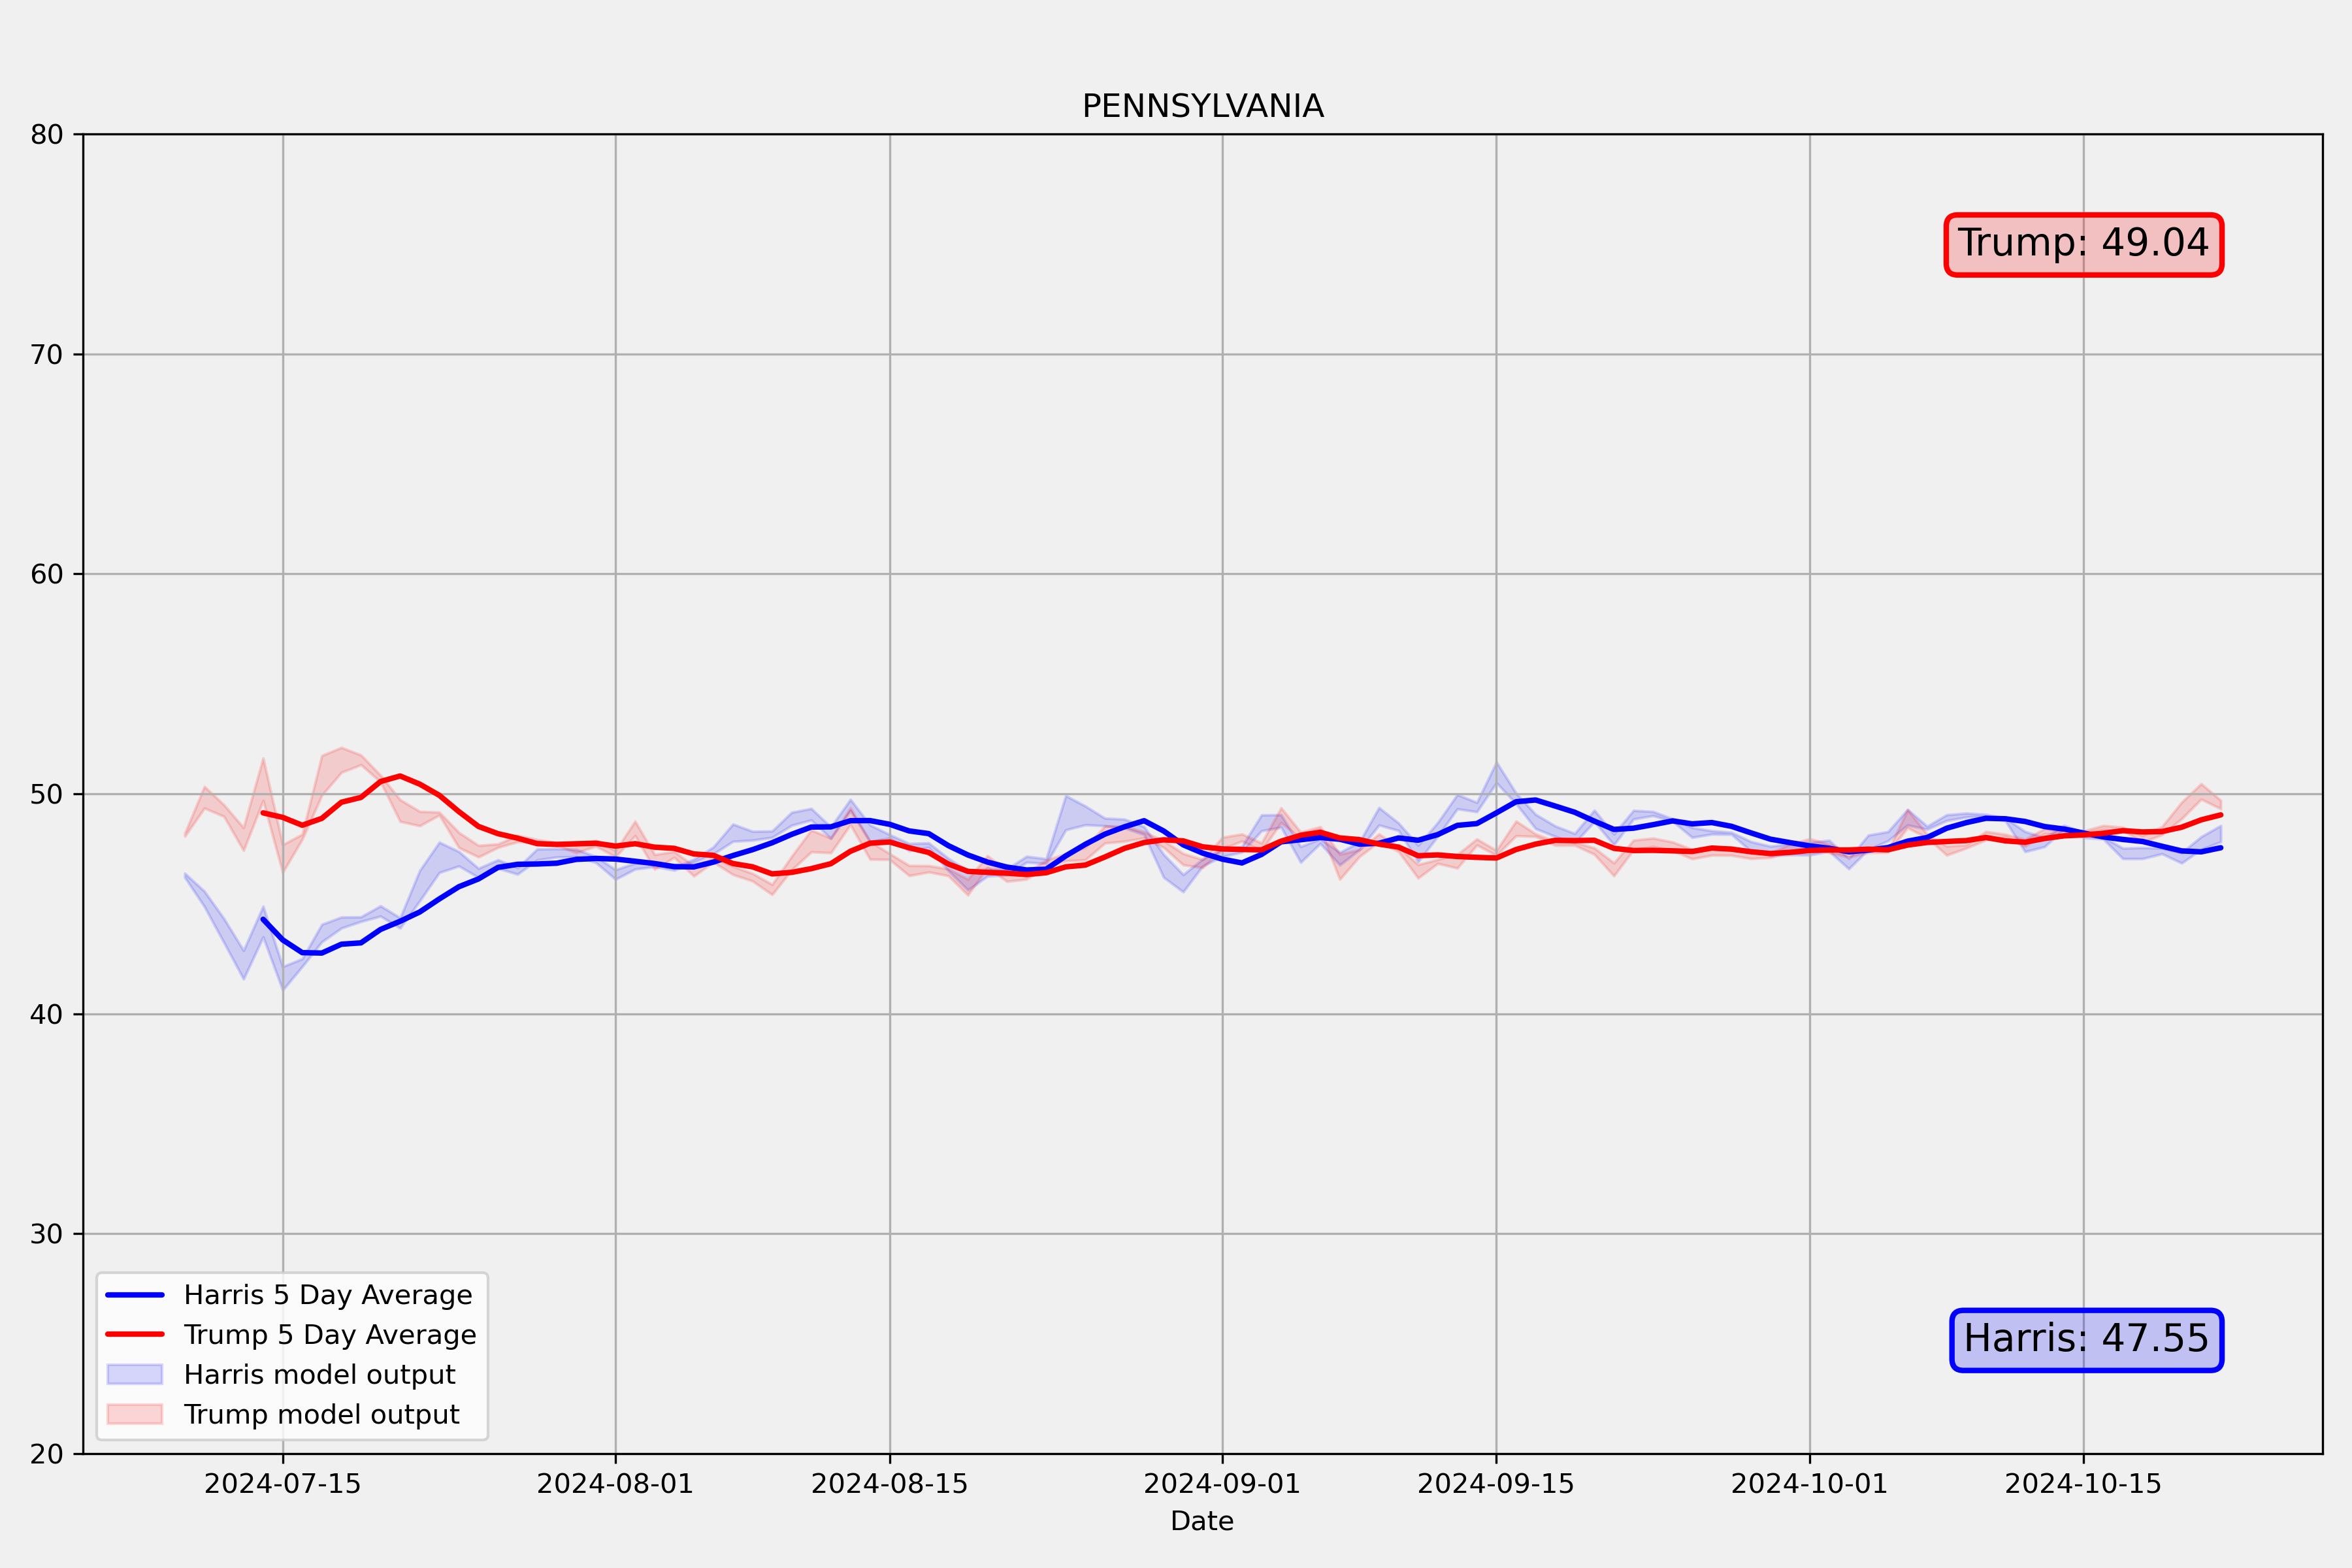 PENNSYLVANIA
80
70
60
50
40
30
20
Trump: 49.04
Harris: 47.55
Harris 5 Day Average
Trump 5 Day Average
Harris model output
Trump model output
2024-07-15 2024-08-01 2024-08-15 2024-09-01 2024-09-15 2024-10-01 2024-10-15
Date